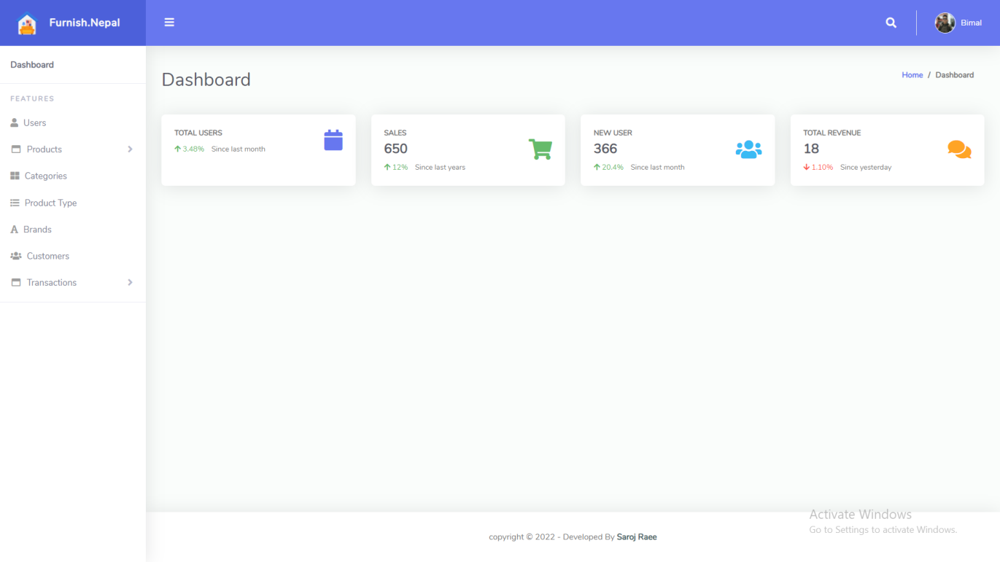 Furnish.Nepal
Bimal
Dashboard
FEATURES
Users
Products
Categories
Product Type
A Brands
Customers
Transactions
Dashboard
Home / Dashboard
TOTAL USERS
3.48% Since last month
SALES
650
12% Since last years
NEW USER
366
20.4% Since last month
TOTAL REVENUE
18
1.10% Since yesterday
Activate Windows
Go to Settings to activate Windows.
copyright © 2022 - Developed By Saroj Raee